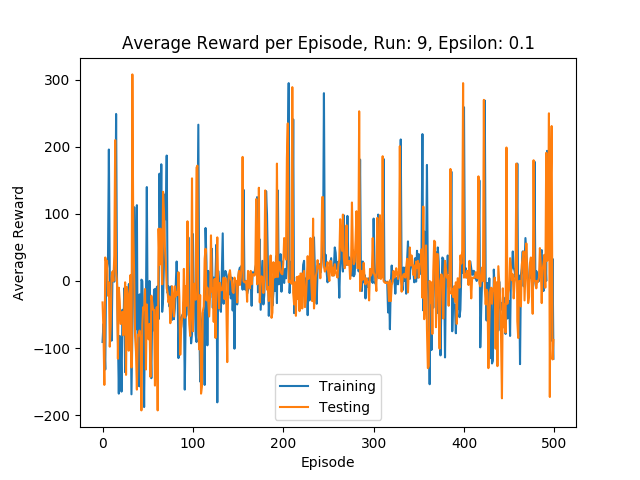 Average Reward per Episode, Run: 9, Epsilon: 0.1
300
200
100
0
−100
−200
Average Reward
0
100
200
300
400
500
Episode
Training
Testing